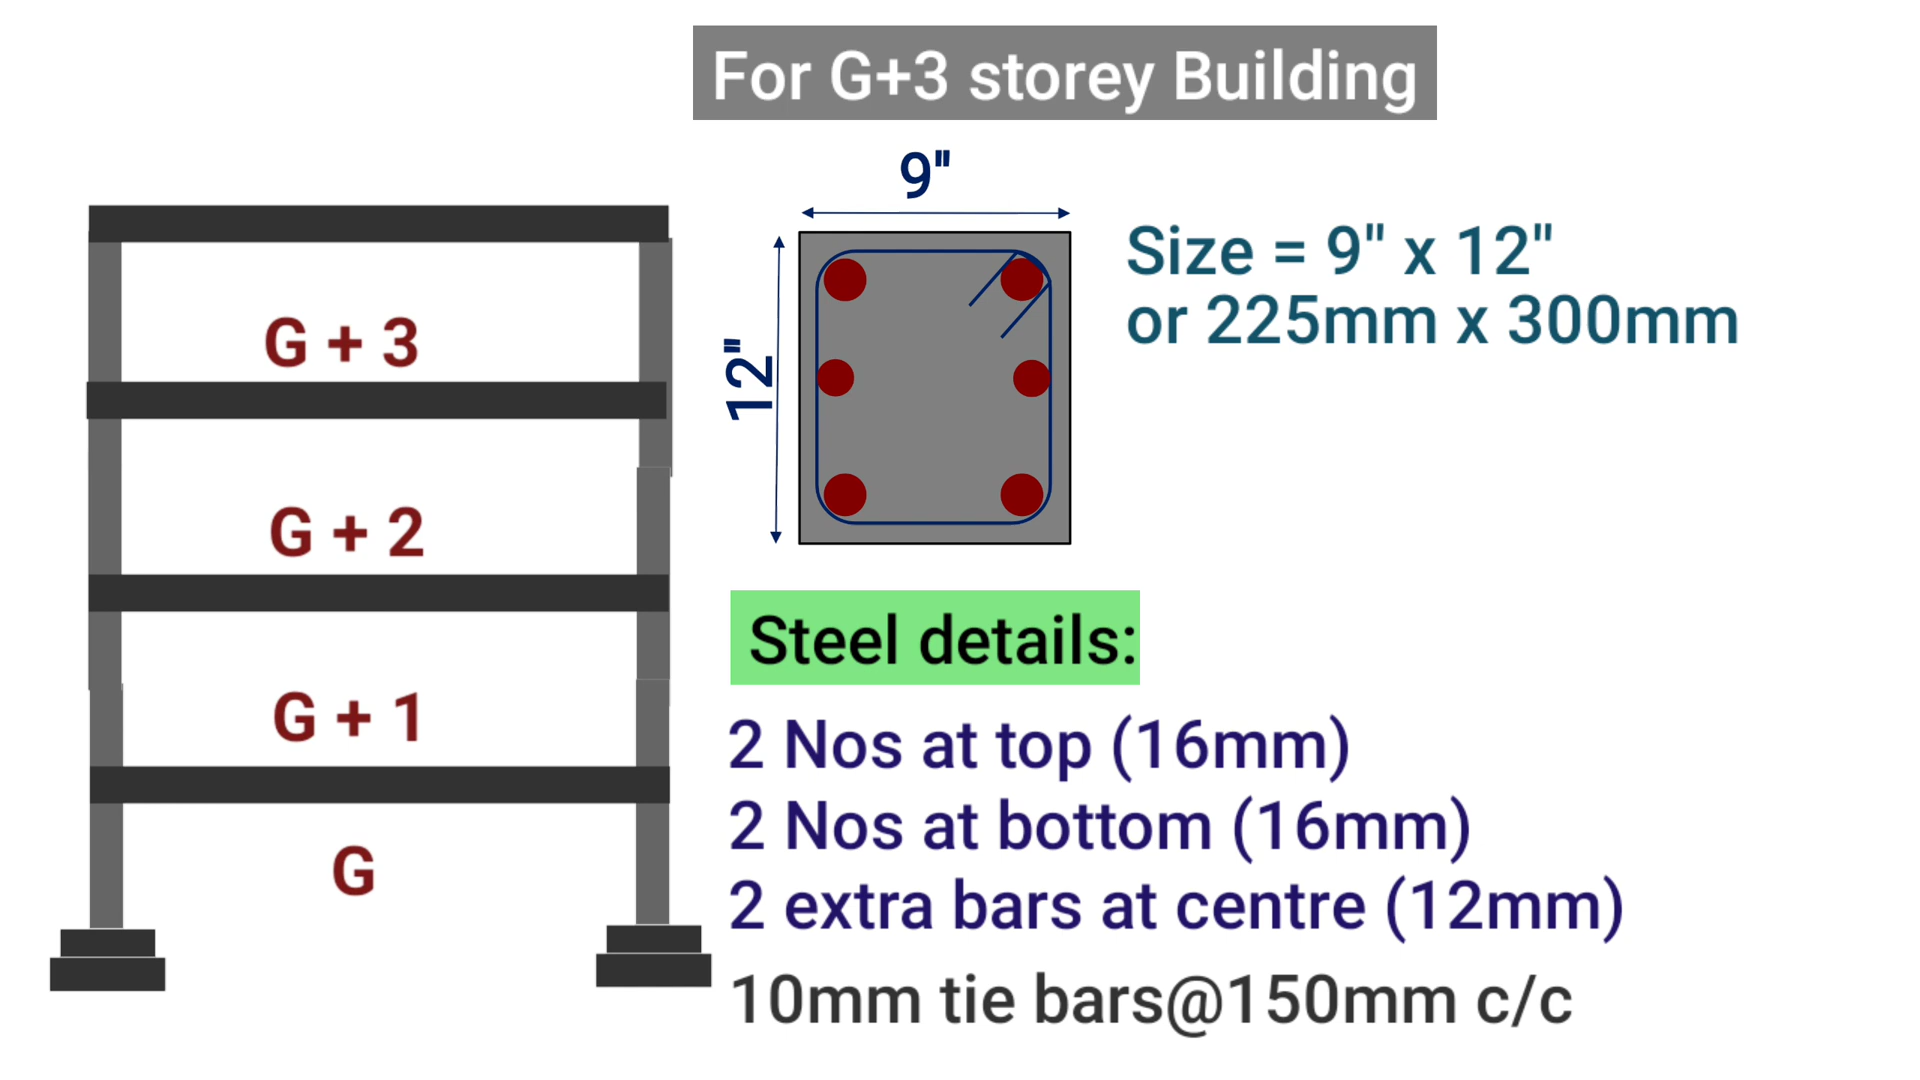 For G+3 storey Building
9"
12"
Size = 9" x 12"
or 225mm x 300mm
G + 3
G + 2
G + 1
G
Steel details:
2 Nos at top (16mm)
2 Nos at bottom (16mm)
2 extra bars at centre (12mm)
10mm tie bars@150mm c/c